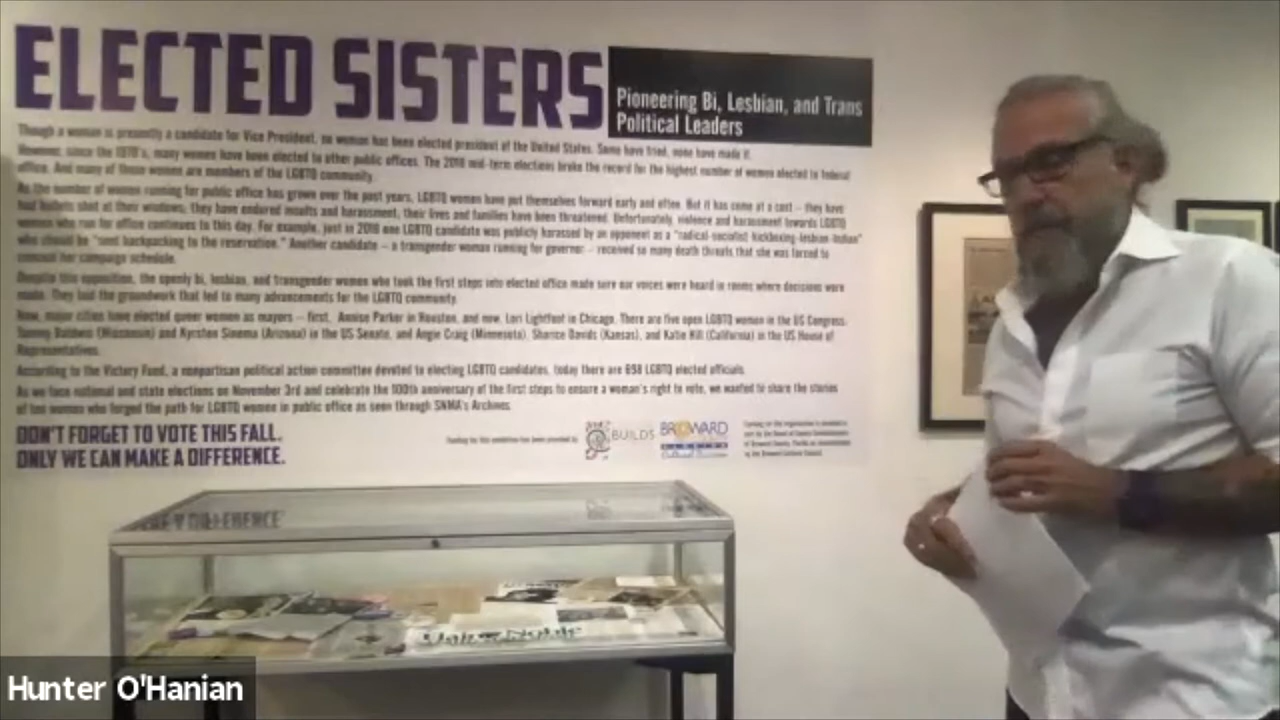 ELECTED SISTERS
Pioneering Bi, Lesbian, and Trans
Political Leaders
Though a woman is presently a candidate for Vice President, no woman has been elected president of the United States. Some have tried, none have made it.
However, since the 1970's, many women have been elected to other public offices. The 2018 mid-term elections broke the record for the highest number of women elected to federal
office. And many of those women are members of the LGBTQ community.
As the number of women running for public office has grown over the past years, LGBTQ women have put themselves forward early and often. But it has come at a cost – they have
had bullets shot at their windows; they have endured insults and harassment, their lives and families have been threatened. Unfortunately, violence and harassment towards LGBTQ
women who run for office continues to this day. For example, just in 2018 one LGBTQ candidate was publicly harassed by an opponent as a "radical-socialist kickboxing-lesbian-Indian"
who should be "sent backpacking to the reservation." Another candidate – a transgender woman running for governor – received so many death threats that she was forced to
conceal her campaign schedule.
Despite this opposition, the openly bi, lesbian, and transgender women who took the first steps into elected office made sure our voices were heard in rooms where decisions were
made. They laid the groundwork that led to many advancements for the LGBTQ community.
Now, major cities have elected queer women as mayors – first, Annise Parker in Houston, and now, Lori Lightfoot in Chicago. There are five open LGBTQ women in the US Congress:
Tammy Baldwin (Wisconsin) and Kyrsten Sinema (Arizona) in the US Senate, and Angie Craig (Minnesota), Sharice Davids (Kansas), and Katie Hill (California) in the US House of
Representatives.
According to the Victory Fund, a nonpartisan political action committee devoted to electing LGBTQ candidates, today there are 698 LGBTQ elected officials.
As we face national and state elections on November 3rd and celebrate the 100th anniversary of the first steps to ensure a woman's right to vote, we wanted to share the stories
of ten women who forged the path for LGBTQ women in public office as seen through SNMA's Archives.
DON'T FORGET TO VOTE THIS FALL.
ONLY WE CAN MAKE A DIFFERENCE.
Funding for this exhibition has been provided by
BUILDS
BROWARD
Hunter O'Hanian